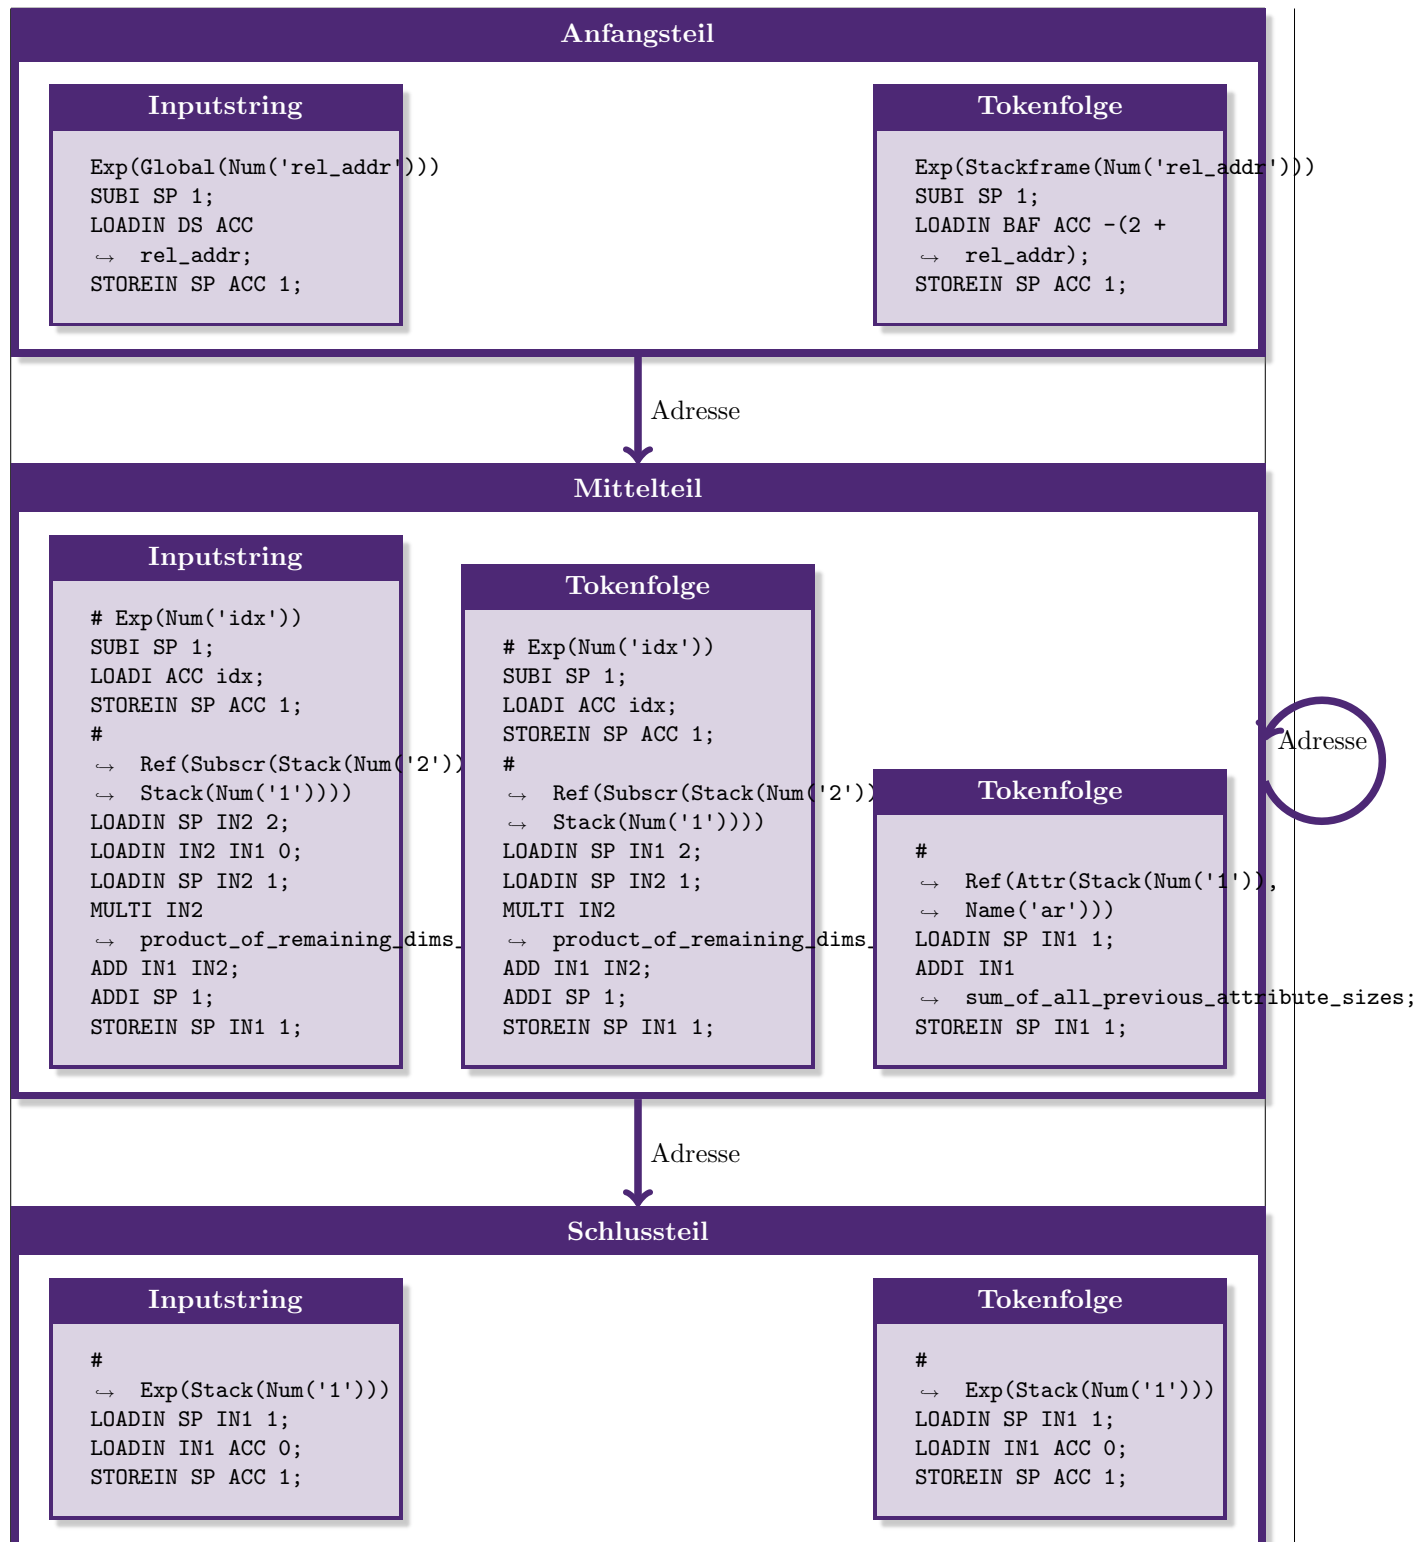 Anfangsteil
Inputstring
Exp(Global(Num('rel_addr')))
SUBI SP 1;
LOADIN DS ACC
↪ rel_addr;
STOREIN SP ACC 1;
Tokenfolge
Exp(Stackframe(Num('rel_addr')))
SUBI SP 1;
LOADIN BAF ACC -(2 +
↪ rel_addr);
STOREIN SP ACC 1;
Adresse
Mittelteil
Inputstring
# Exp(Num('idx'))
SUBI SP 1;
LOADI ACC idx;
STOREIN SP ACC 1;
#
↪ Ref(Subscr(Stack(Num('2'))
↪ Stack(Num('1'))))
LOADIN SP IN2 2;
LOADIN IN2 IN1 0;
LOADIN SP IN2 1;
MULTI IN2
↪ product_of_remaining_dims_
ADD IN1 IN2;
ADDI SP 1;
STOREIN SP IN1 1;
Tokenfolge
# Exp(Num('idx'))
SUBI SP 1;
LOADI ACC idx;
STOREIN SP ACC 1;
#
↪ Ref(Subscr(Stack(Num('2'))
↪ Stack(Num('1'))))
LOADIN SP IN1 2;
LOADIN SP IN2 1;
MULTI IN2
↪ product_of_remaining_dims_
ADD IN1 IN2;
ADDI SP 1;
STOREIN SP IN1 1;
Tokenfolge
#
↪ Ref(Attr(Stack(Num('1')),
↪ Name('ar')))
LOADIN SP IN1 1;
ADDI IN1
↪ sum_of_all_previous_attribute_sizes;
STOREIN SP IN1 1;
Adresse
Adresse
Schlussteil
Inputstring
#
↪ Exp(Stack(Num('1')))
LOADIN SP IN1 1;
LOADIN IN1 ACC 0;
STOREIN SP ACC 1;
Tokenfolge
#
↪ Exp(Stack(Num('1')))
LOADIN SP IN1 1;
LOADIN IN1 ACC 0;
STOREIN SP ACC 1;